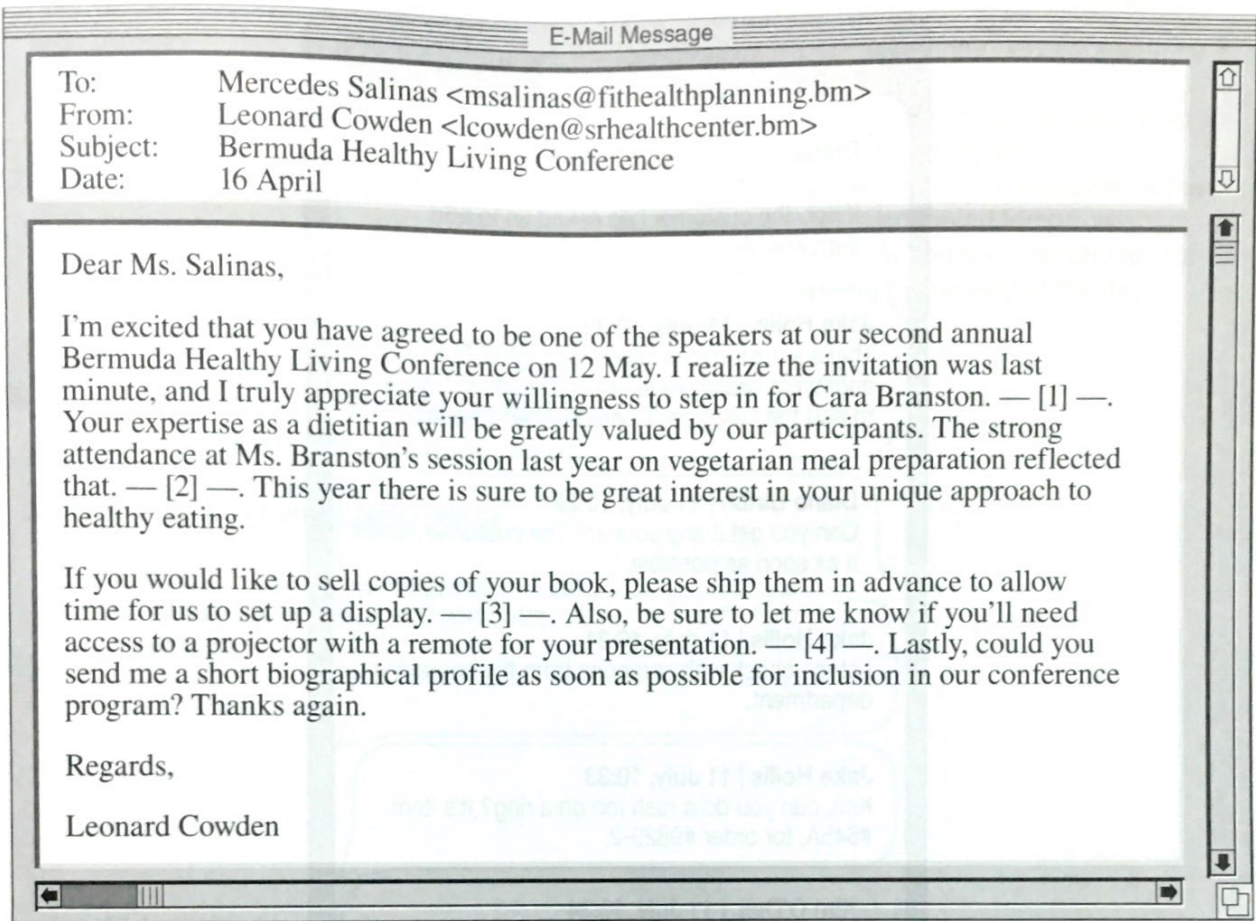 E-Mail Message
To: Mercedes Salinas <msalinas@fithealthplanning.bm>
From: Leonard Cowden <lcowden@srhealthcenter.bm>
Subject: Bermuda Healthy Living Conference
Date: 16 April
Dear Ms. Salinas,
I'm excited that you have agreed to be one of the speakers at our second annual
Bermuda Healthy Living Conference on 12 May. I realize the invitation was last
minute, and I truly appreciate your willingness to step in for Cara Branston. — [1] —.
Your expertise as a dietitian will be greatly valued by our participants. The strong
attendance at Ms. Branston's session last year on vegetarian meal preparation reflected
that. — [2] —. This year there is sure to be great interest in your unique approach to
healthy eating.
If you would like to sell copies of your book, please ship them in advance to allow
time for us to set up a display. — [3] —. Also, be sure to let me know if you'll need
access to a projector with a remote for your presentation. — [4] —. Lastly, could you
send me a short biographical profile as soon as possible for inclusion in our conference
program? Thanks again.
Regards,
Leonard Cowden